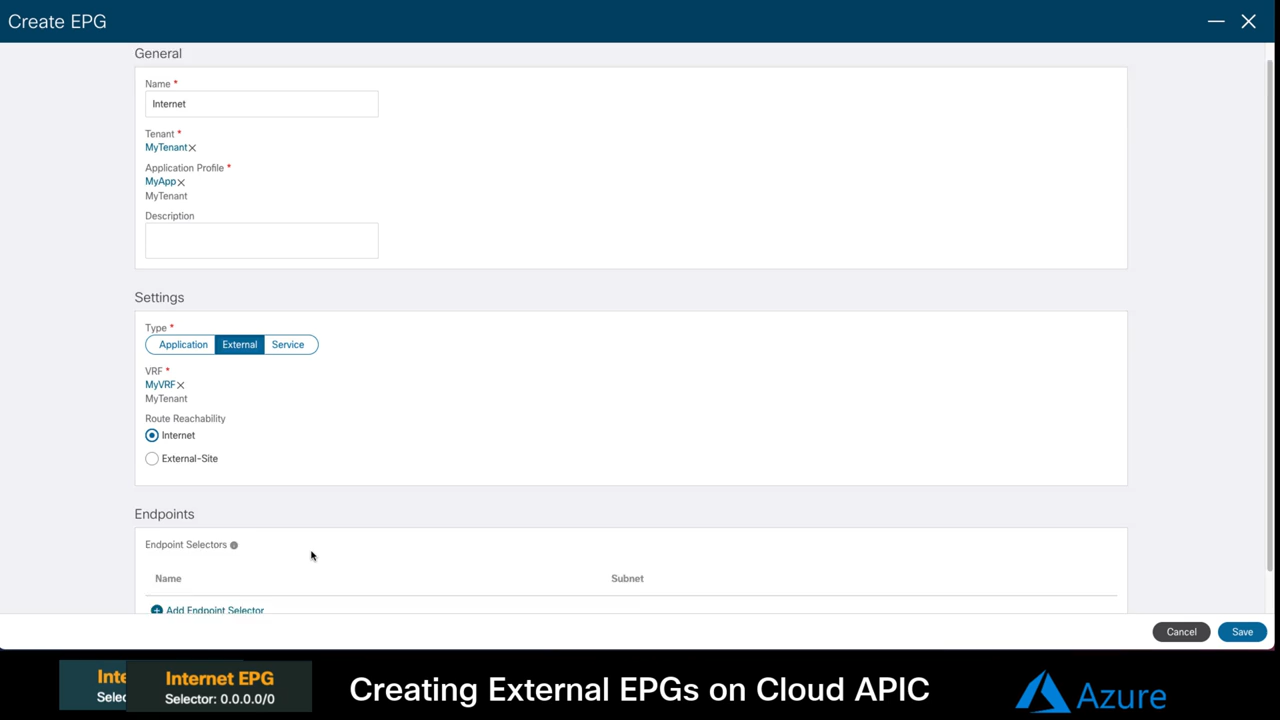 Create EPG
General
Name *
Internet
Tenant *
MyTenant
Application Profile *
MyApp
MyTenant
Description
Settings
Type *
Application External Service
VRF *
MyVRF
MyTenant
Route Reachability
Internet
External-Site
Endpoints
Endpoint Selectors
Name Subnet
Add Endpoint Selector
Cancel Save
Inte
Selec
Internet EPG
Selector: 0.0.0.0/0
Creating External EPGs on Cloud APIC
Azure